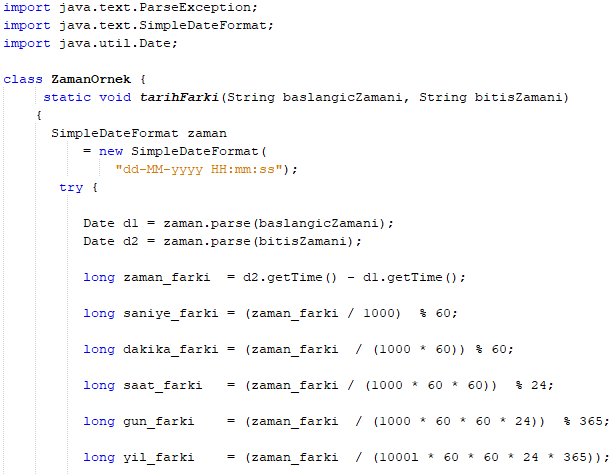 import java.text.ParseException;
import java.text.SimpleDateFormat;
import java.util.Date;
class ZamanOrnek {
static void tarihFarki(String baslangicZamani, String bitisZamani)
{
SimpleDateFormat zaman
= new SimpleDateFormat(
"dd-MM-yyyy HH:mm:ss");
try {
Date d1 = zaman.parse(baslangicZamani);
Date d2 = zaman.parse(bitisZamani);
long zaman_farki = d2.getTime() - d1.getTime();
long saniye_farki = (zaman_farki / 1000) % 60;
long dakika_farki = (zaman_farki / (1000 * 60)) % 60;
long saat_farki = (zaman_farki / (1000 * 60 * 60)) % 24;
long gun_farki = (zaman_farki / (1000 * 60 * 60 * 24)) % 365;
long yil_farki = (zaman_farki / (1000l * 60 * 60 * 24 * 365));